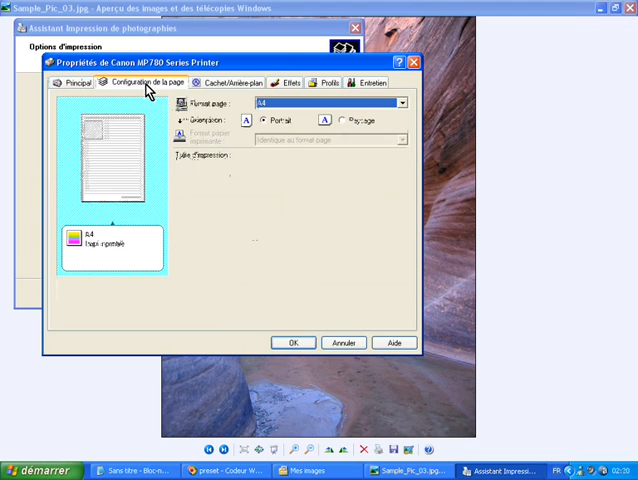 Sample_Pic_03.jpg - Aperçu des images et des télécopies Windows
Assistant Impression de photographies
Options d'impression
Propriétés de Canon MP780 Series Printer
Principal
Configuration de la page
Cachet/Arrière-plan
Effets
Profils
Entretien
Format page :
A4
Orientation :
A
Portrait
A
Paysage
Format papier
imprimante :
Identique au format page
Type d'impression :
A4
OK
Annuler
Aide
démarrer
Sans titre - Bloc-n...
preset - Codeur W...
Mes images
Sample_Pic_03.jpg...
Assistant Impressi...
FR
02:20